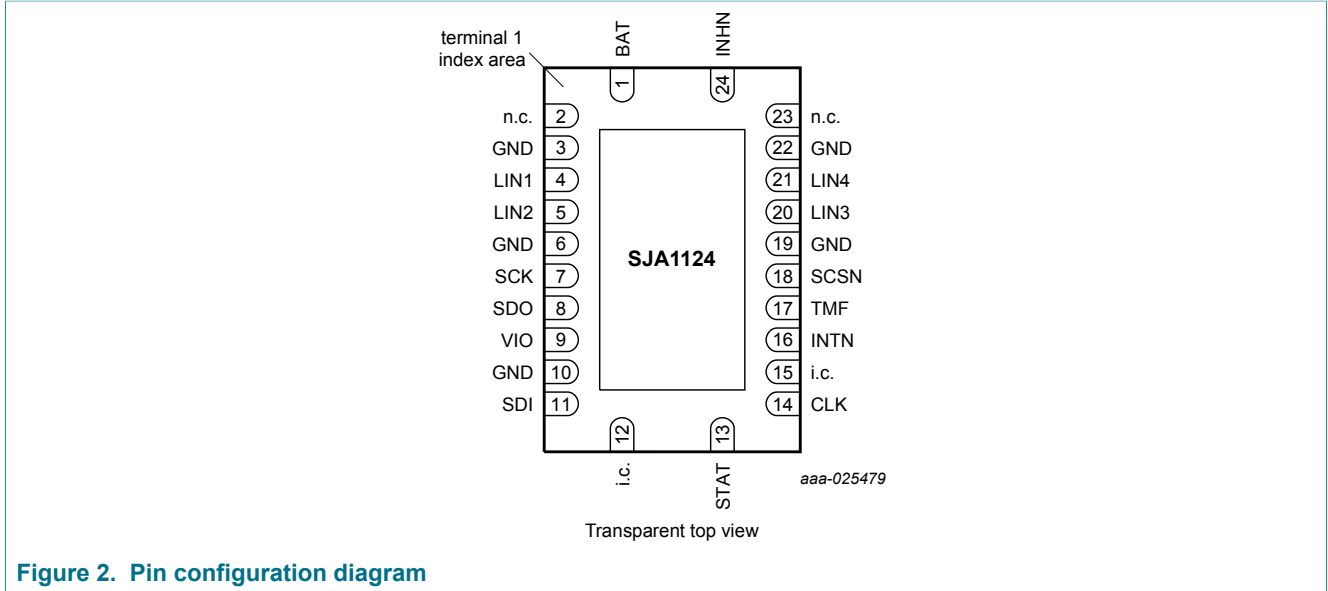 terminal 1
index area
BAT
INHN
1
24
n.c. 2
23 n.c.
GND 3
22 GND
LIN1 4
21 LIN4
LIN2 5
20 LIN3
GND 6
19 GND
SJA1124
SCK 7
18 SCSN
SDO 8
17 TMF
VIO 9
16 INTN
GND 10
15 i.c.
SDI 11
14 CLK
12
13
i.c.
STAT
aaa-025479
Transparent top view
Figure 2. Pin configuration diagram